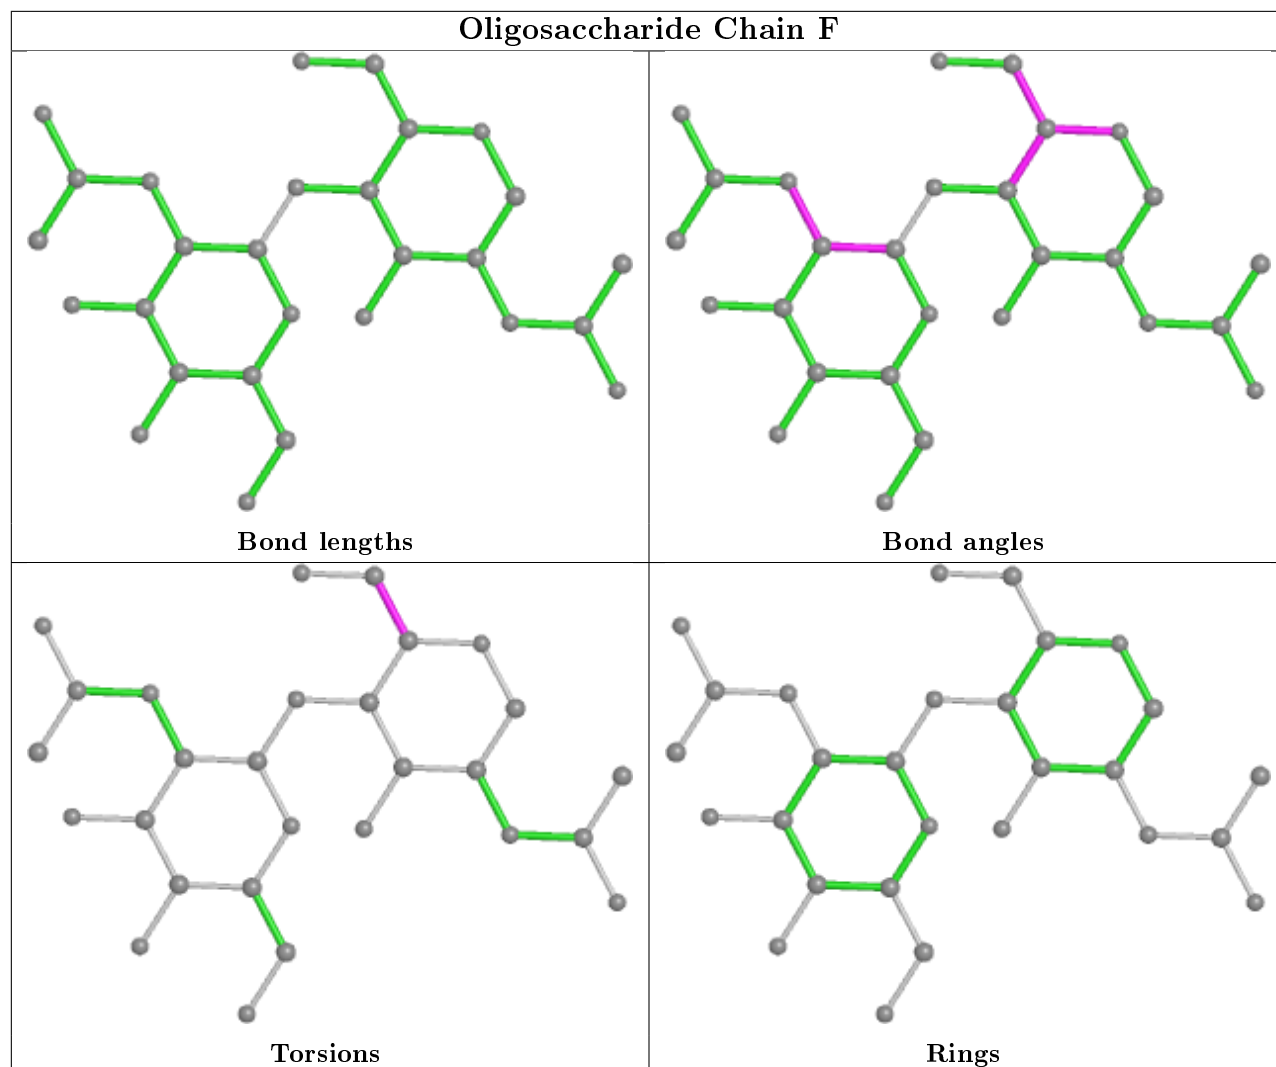 Oligosaccharide Chain F
Bond lengths
Bond angles
Torsions
Rings